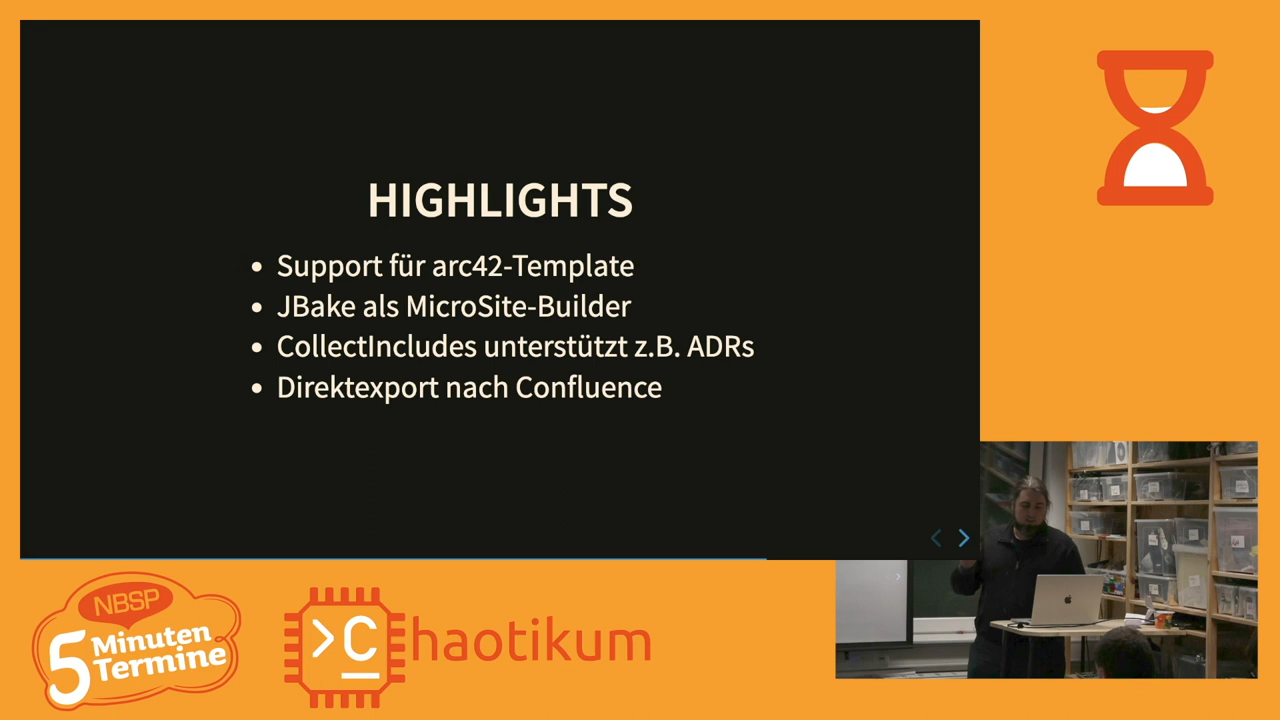 HIGHLIGHTS
Support für arc42-Template
JBake als MicroSite-Builder
CollectIncludes unterstützt z.B. ADRs
Direktexport nach Confluence
NBSP
5 Minuten
Termine
>C_haotikum